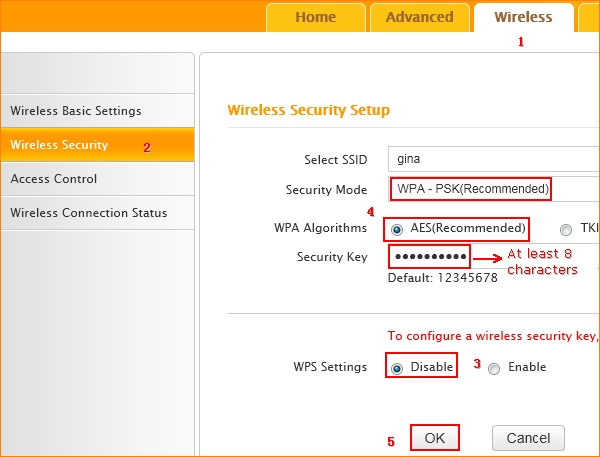 Home Advanced Wireless
1
Wireless Basic Settings
Wireless Security 2
Access Control
Wireless Connection Status
Wireless Security Setup
Select SSID gina
Security Mode WPA - PSK(Recommended)
4
WPA Algorithms AES(Recommended) TKI
Security Key ●●●●●●●●●● At least 8
characters
Default: 12345678
To configure a wireless security key,
WPS Settings Disable 3 Enable
5 OK Cancel